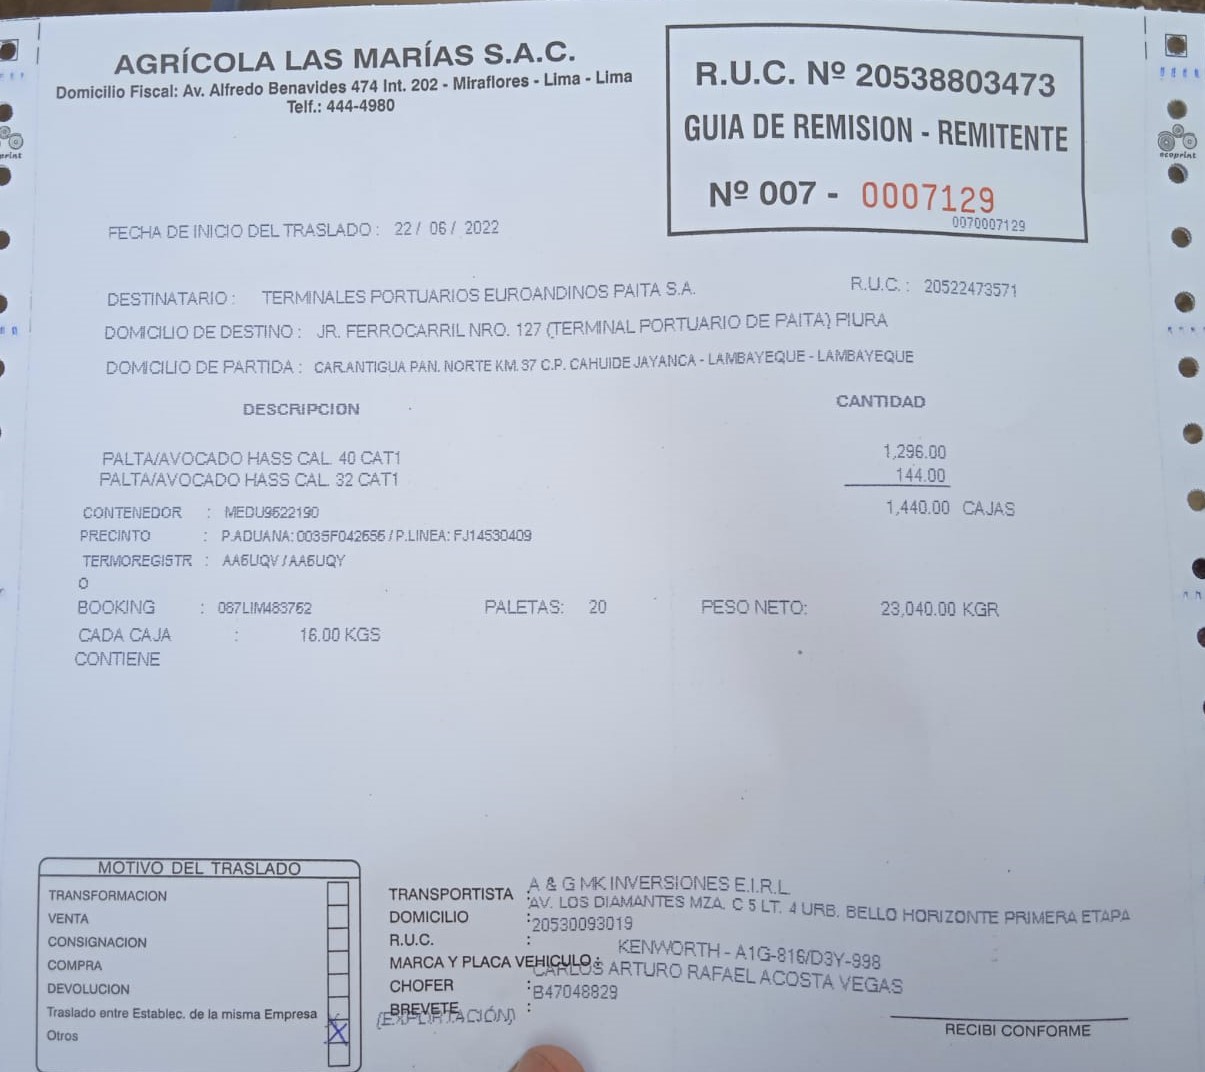 AGRÍCOLA LAS MARÍAS S.A.C.
Domicilio Fiscal: Av. Alfredo Benavides 474 Int. 202 - Miraflores - Lima - Lima
Telf.: 444-4980
R.U.C. Nº 20538803473
GUIA DE REMISION - REMITENTE
Nº 007 - 0007129
0070007129
ecoprint
FECHA DE INICIO DEL TRASLADO : 22 / 06 / 2022
DESTINATARIO : TERMINALES PORTUARIOS EUROANDINOS PAITA S.A. R.U.C. : 20522473571
DOMICILIO DE DESTINO : JR. FERROCARRIL NRO. 127 (TERMINAL PORTUARIO DE PAITA) PIURA
DOMICILIO DE PARTIDA : CAR.ANTIGUA PAN. NORTE KM. 37 C.P. CAHUIDE JAYANCA - LAMBAYEQUE - LAMBAYEQUE
DESCRIPCION CANTIDAD
PALTA/AVOCADO HASS CAL. 40 CAT1 1,296.00
PALTA/AVOCADO HASS CAL. 32 CAT1 144.00
1,440.00 CAJAS
CONTENEDOR : MEDU9622190
PRECINTO : P.ADUANA: 0035F042655 / P.LINEA: FJ14530409
TERMOREGISTR : AA6UQV / AA6UQY
O
BOOKING : 087LIM483762 PALETAS: 20 PESO NETO: 23,040.00 KGR
CADA CAJA : 16.00 KGS
CONTIENE
MOTIVO DEL TRASLADO
TRANSFORMACION
VENTA
CONSIGNACION
COMPRA
DEVOLUCION
Traslado entre Establec. de la misma Empresa
Otros X
TRANSPORTISTA : A & G MK INVERSIONES E.I.R.L
DOMICILIO : AV. LOS DIAMANTES MZA. C 5 LT. 4 URB. BELLO HORIZONTE PRIMERA ETAPA
R.U.C. : 20530093019
MARCA Y PLACA VEHICULO : KENWORTH - A1G-816/D3Y-998
CHOFER : CARLOS ARTURO RAFAEL ACOSTA VEGAS
BREVETE : B47048829
(EXPORTACIÓN)
RECIBI CONFORME